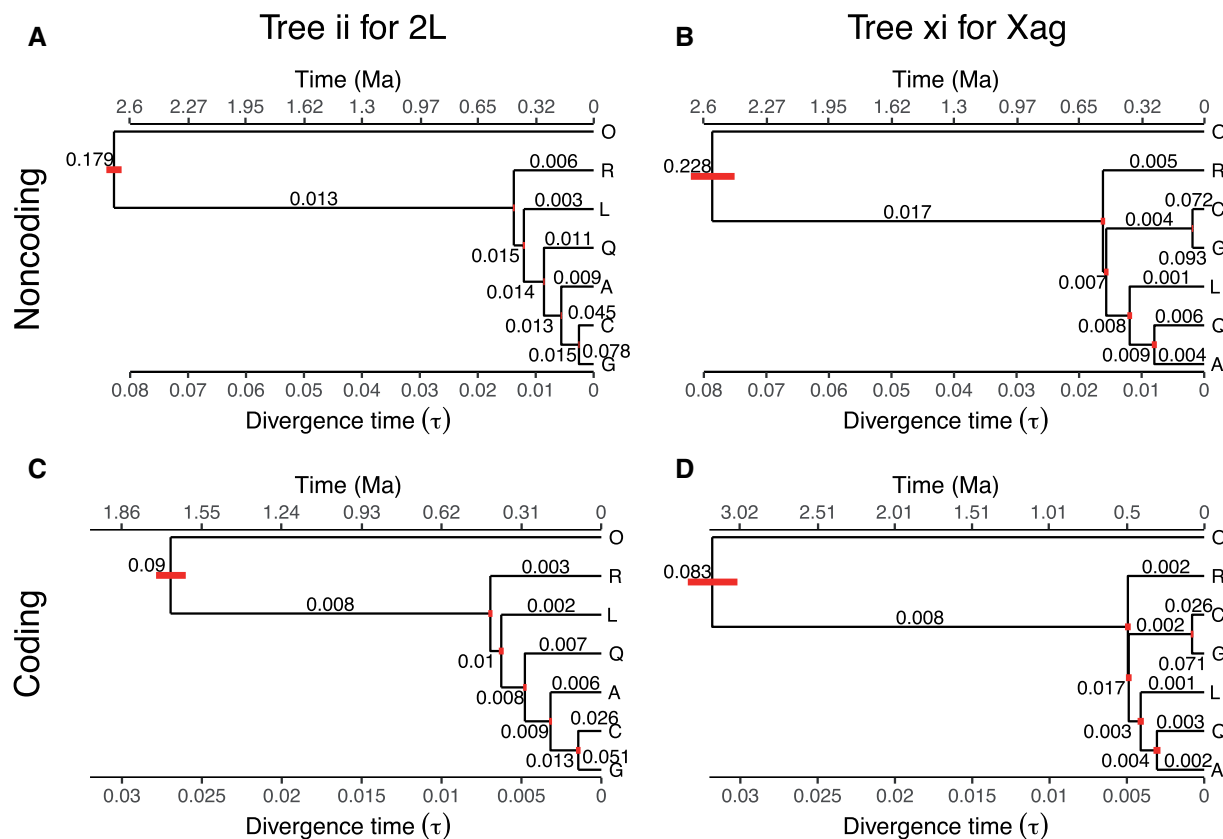 Tree ii for 2L
Tree xi for Xag
A
B
Noncoding
Coding
Time (Ma)
2.6 2.27 1.95 1.62 1.3 0.97 0.65 0.32 0
O
0.179
0.006
R
0.013
0.003
L
0.015
0.011
Q
0.014
0.009
A
0.013
0.045
C
0.015
0.078
G
0.08 0.07 0.06 0.05 0.04 0.03 0.02 0.01 0
Divergence time (τ)
Time (Ma)
2.6 2.27 1.95 1.62 1.3 0.97 0.65 0.32 0
O
0.228
0.005
R
0.017
0.072
C
0.004
G
0.093
0.007
0.001
L
0.008
0.006
Q
0.009
0.004
A
0.08 0.07 0.06 0.05 0.04 0.03 0.02 0.01 0
Divergence time (τ)
C
D
Time (Ma)
1.86 1.55 1.24 0.93 0.62 0.31 0
O
0.09
0.003
R
0.008
0.002
L
0.01
0.007
Q
0.008
0.006
A
0.009
0.026
C
0.013
0.051
G
0.03 0.025 0.02 0.015 0.01 0.005 0
Divergence time (τ)
Time (Ma)
3.02 2.51 2.01 1.51 1.01 0.5 0
O
0.083
0.002
R
0.008
0.026
C
0.002
G
0.071
0.017
0.001
L
0.003
0.003
Q
0.004
0.002
A
0.03 0.025 0.02 0.015 0.01 0.005 0
Divergence time (τ)